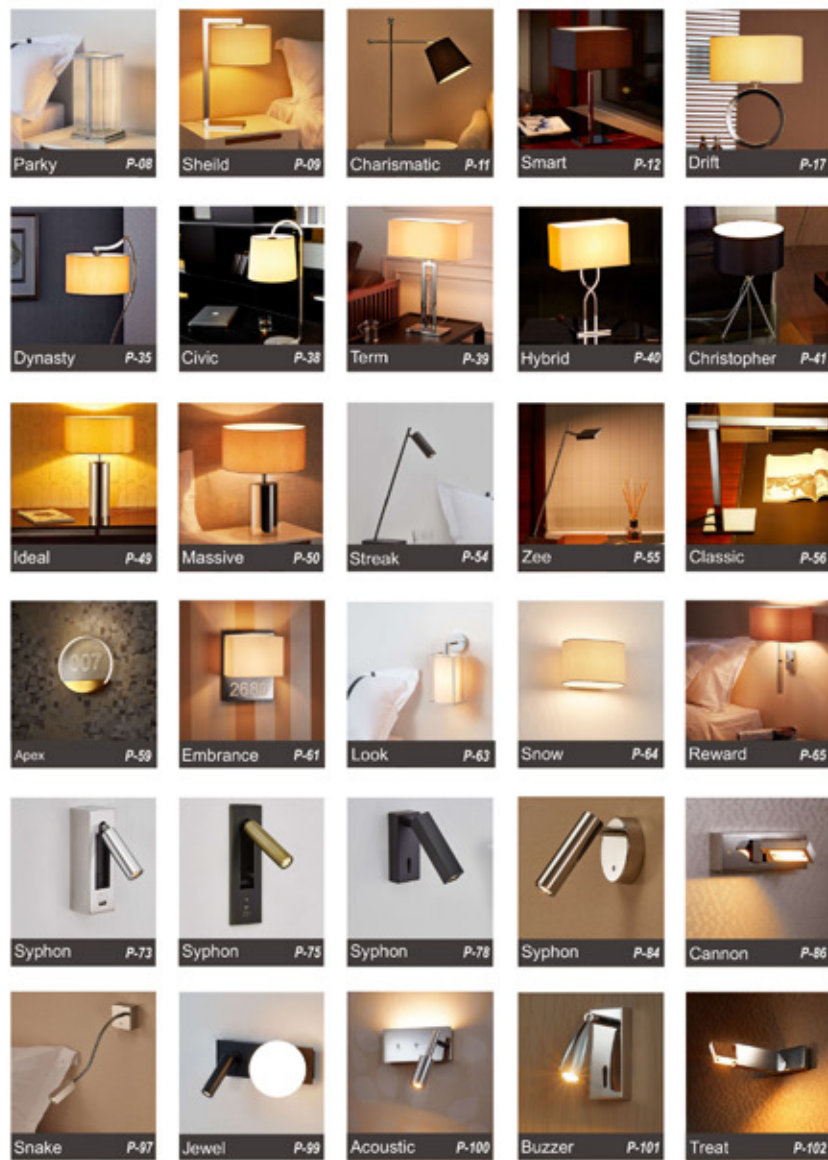 Parky P-08
Sheild P-09
Charismatic P-11
Smart P-12
Drift P-17
Dynasty P-35
Civic P-38
Term P-39
Hybrid P-40
Christopher P-41
Ideal P-49
Massive P-50
Streak P-54
Zee P-55
Classic P-56
007
Apex P-59
Embrance P-61
Look P-63
Snow P-64
Reward P-65
Syphon P-73
Syphon P-75
Syphon P-78
Syphon P-84
Cannon P-86
Snake P-97
Jewel P-99
Acoustic P-100
Buzzer P-101
Treat P-102